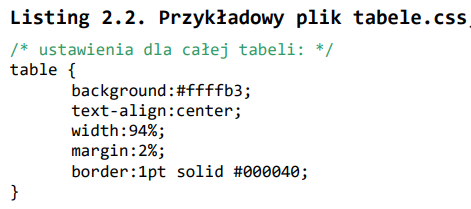 Listing 2.2. Przykładowy plik tabele.css
/* ustawienia dla całej tabeli: */
table {
background:#ffffb3;
text-align:center;
width:94%;
margin:2%;
border:1pt solid #000040;
}